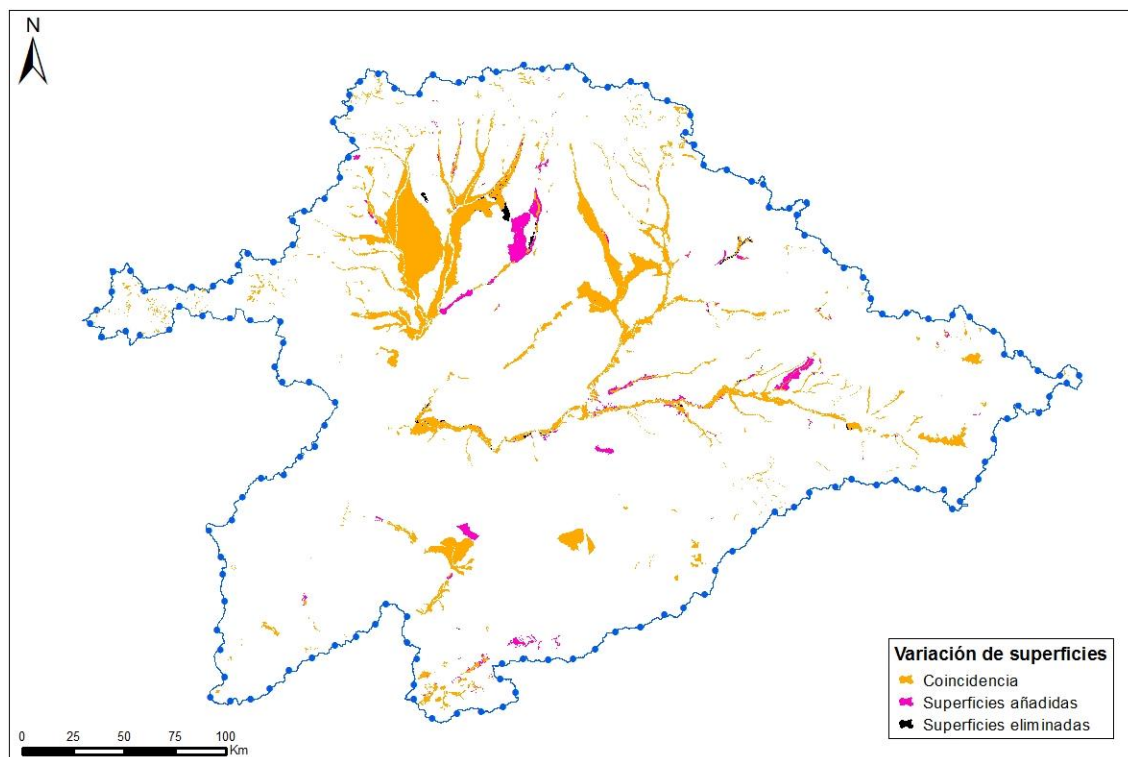 N
Variación de superficies
Coincidencia
Superficies añadidas
Superficies eliminadas
0 25 50 75 100
Km